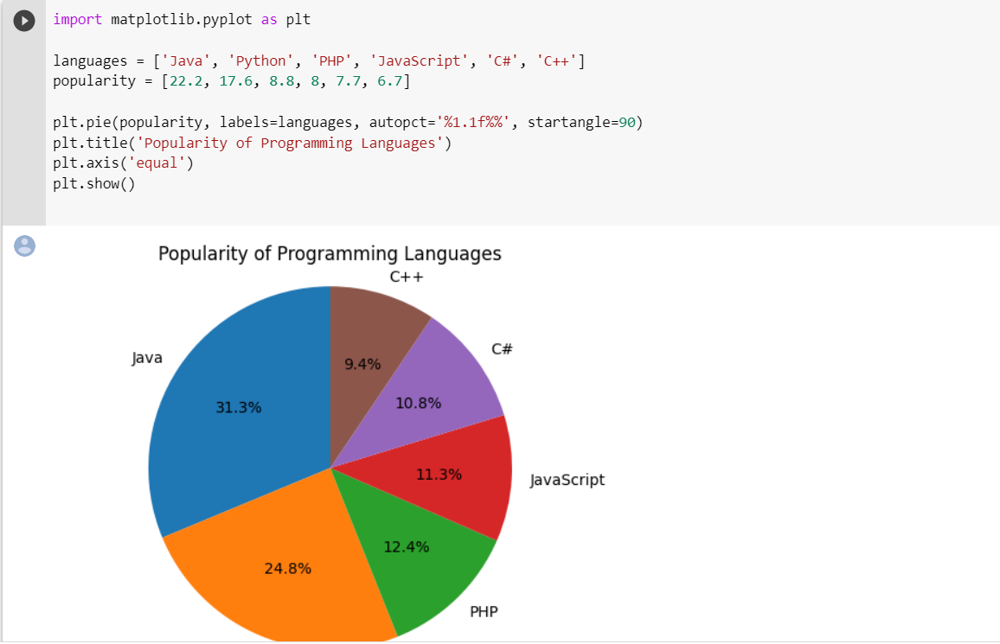 import matplotlib.pyplot as plt
languages = ['Java', 'Python', 'PHP', 'JavaScript', 'C#', 'C++']
popularity = [22.2, 17.6, 8.8, 8, 7.7, 6.7]
plt.pie(popularity, labels=languages, autopct='%1.1f%%', startangle=90)
plt.title('Popularity of Programming Languages')
plt.axis('equal')
plt.show()
Popularity of Programming Languages
C++
C#
Java
9.4%
10.8%
31.3%
11.3%
JavaScript
12.4%
24.8%
PHP